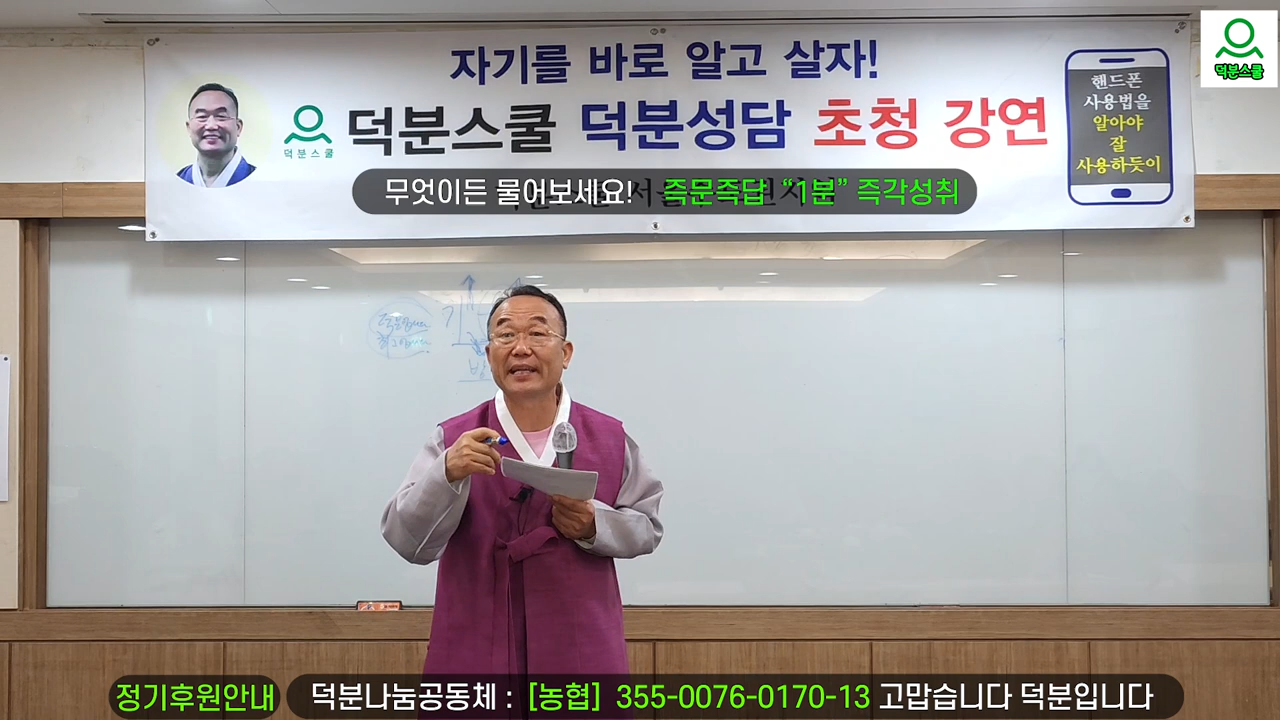 자기를 바로 알고 살자!
덕분스쿨
덕분스쿨 덕분성담 초청 강연
핸드폰
사용법을
알아야
잘
사용하듯이
덕분스쿨
무엇이든 물어보세요! 즉문즉답 “1분” 즉각성취
정기후원안내
덕분나눔공동체 : [농협] 355-0076-0170-13 고맙습니다 덕분입니다